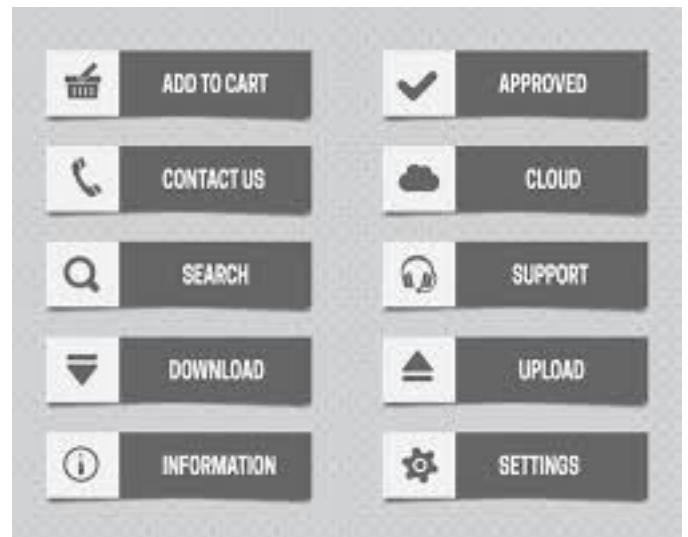 ADD TO CART
APPROVED
CONTACT US
CLOUD
SEARCH
SUPPORT
DOWNLOAD
UPLOAD
INFORMATION
SETTINGS